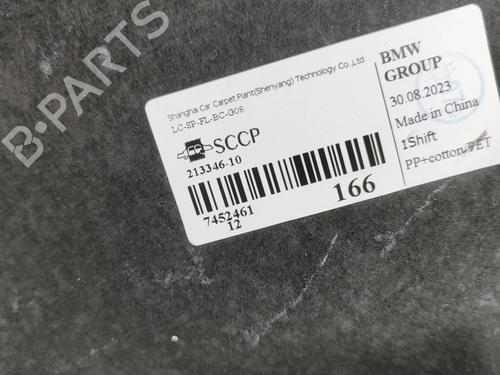 B-PARTS
Shanghai Car Carpet Plant(Shenyang) Technology Co.,Ltd
LC-SP-FL-BC-G08
SCCP
213346-10
166
7452461
12
BMW
GROUP
30.08.2023
Made in China
1Shift
PP+cotton/PET